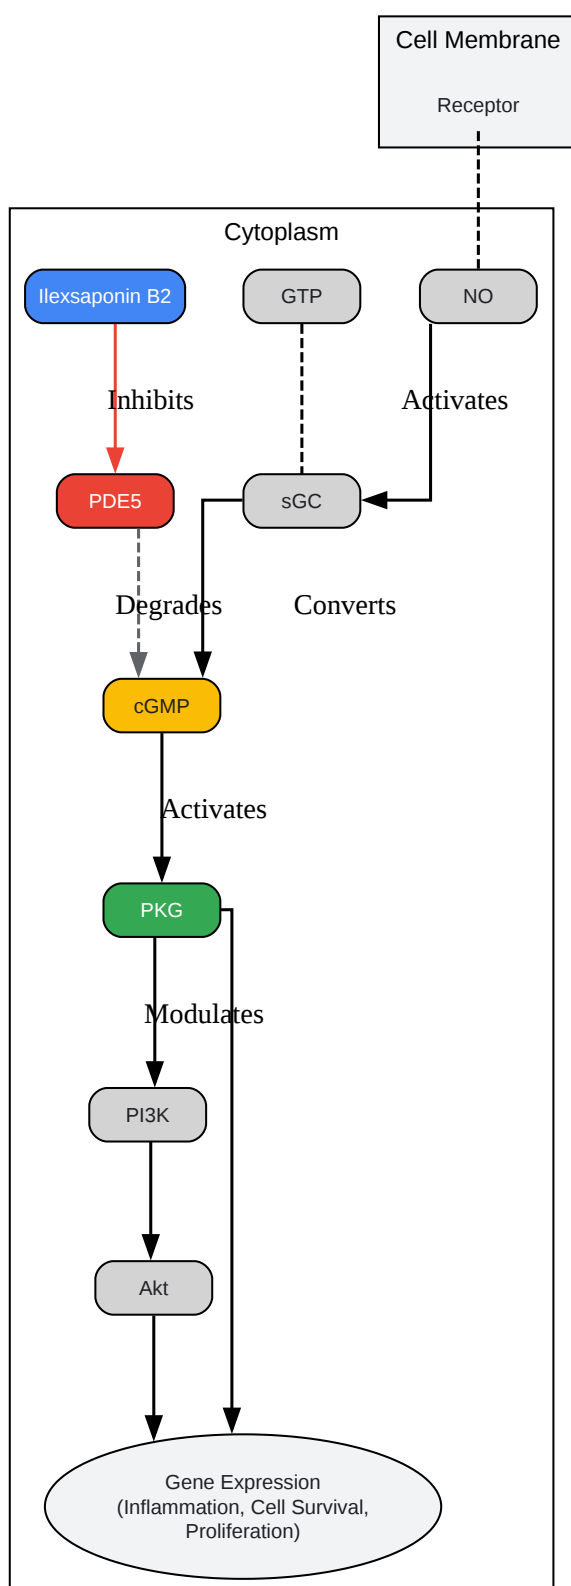 Cell Membrane
Receptor
Cytoplasm
Ilexsaponin B2
GTP
NO
Inhibits
Activates
PDE5
sGC
Degrades
Converts
cGMP
Activates
PKG
Modulates
PI3K
Akt
Gene Expression
(Inflammation, Cell Survival,
Proliferation)